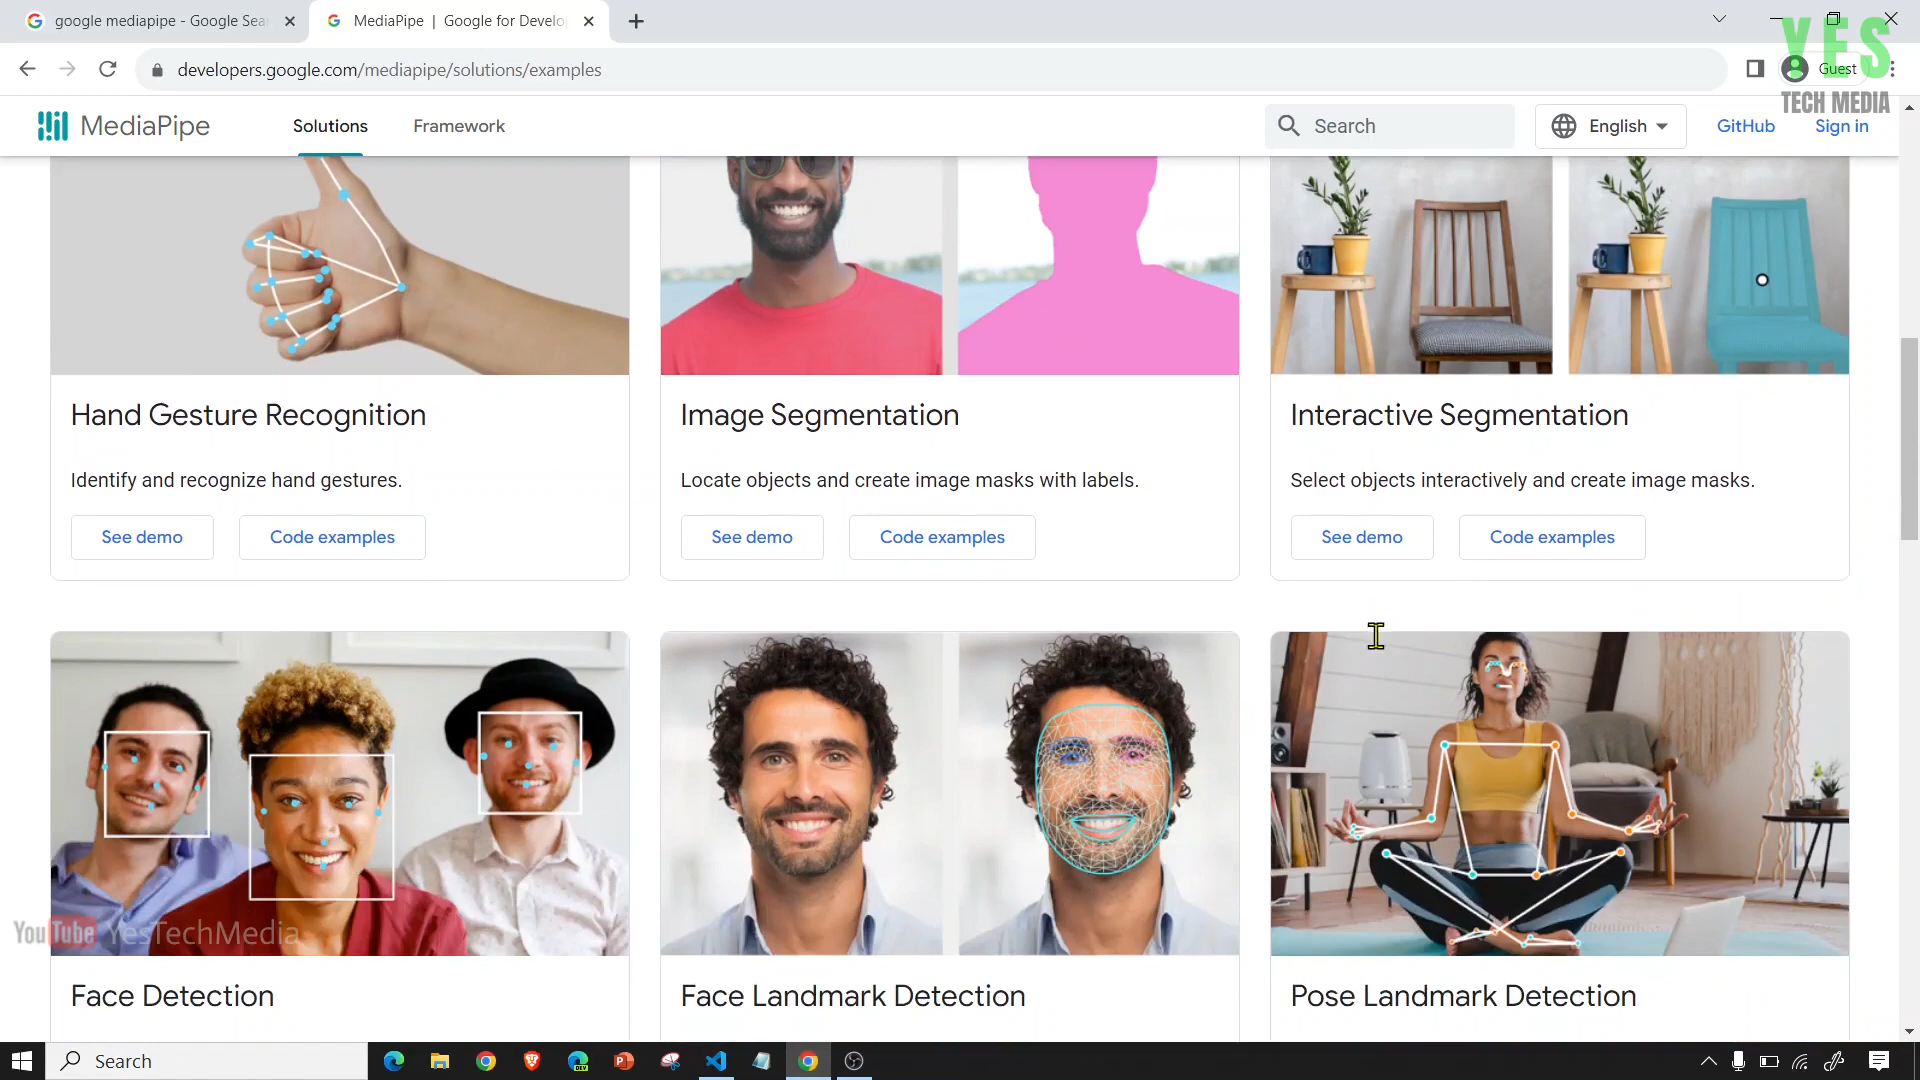 google mediapipe - Google Sea
MediaPipe | Google for Develo
YES
TECH MEDIA
developers.google.com/mediapipe/solutions/examples
Guest
MediaPipe
Solutions
Framework
Search
English
GitHub
Sign in
Hand Gesture Recognition
Identify and recognize hand gestures.
See demo
Code examples
Image Segmentation
Locate objects and create image masks with labels.
See demo
Code examples
Interactive Segmentation
Select objects interactively and create image masks.
See demo
Code examples
YouTube YesTechMedia
Face Detection
Face Landmark Detection
Pose Landmark Detection
Search